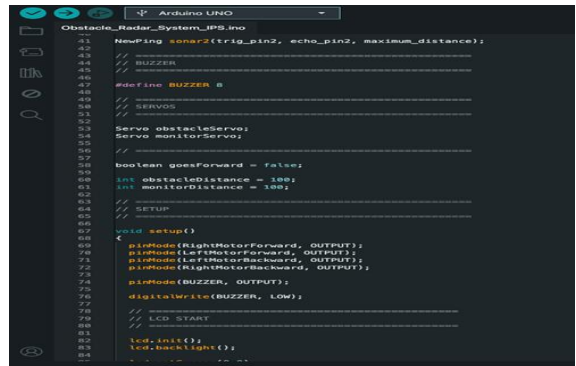 Arduino UNO
Obstacle_Radar_System_IPS.ino
41 NewPing sonar2(trig_pin2, echo_pin2, maximum_distance);
42
43 // ================================================
44 // BUZZER
45 // ================================================
46
47 #define BUZZER 8
48
49 // ================================================
50 // SERVOS
51 // ================================================
52
53 Servo obstacleServo;
54 Servo monitorServo;
55
56 // ================================================
57
58 boolean goesForward = false;
59
60 int obstacleDistance = 100;
61 int monitorDistance = 100;
62
63 // ================================================
64 // SETUP
65 // ================================================
66
67 void setup()
68 {
69 pinMode(RightMotorForward, OUTPUT);
70 pinMode(LeftMotorForward, OUTPUT);
71 pinMode(LeftMotorBackward, OUTPUT);
72 pinMode(RightMotorBackward, OUTPUT);
73
74 pinMode(BUZZER, OUTPUT);
75
76 digitalWrite(BUZZER, LOW);
77
78 // ==============================================
79 // LCD START
80 // ==============================================
81
82 lcd.init();
83 lcd.backlight();
84